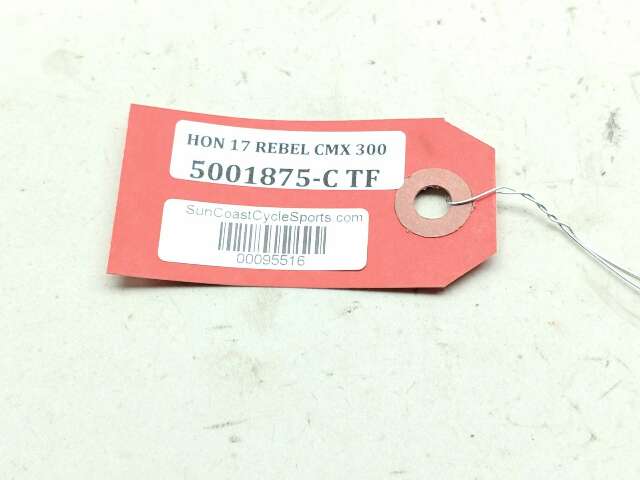 HON 17 REBEL CMX 300
5001875-C TF
SunCoastCycleSports.com
00095516